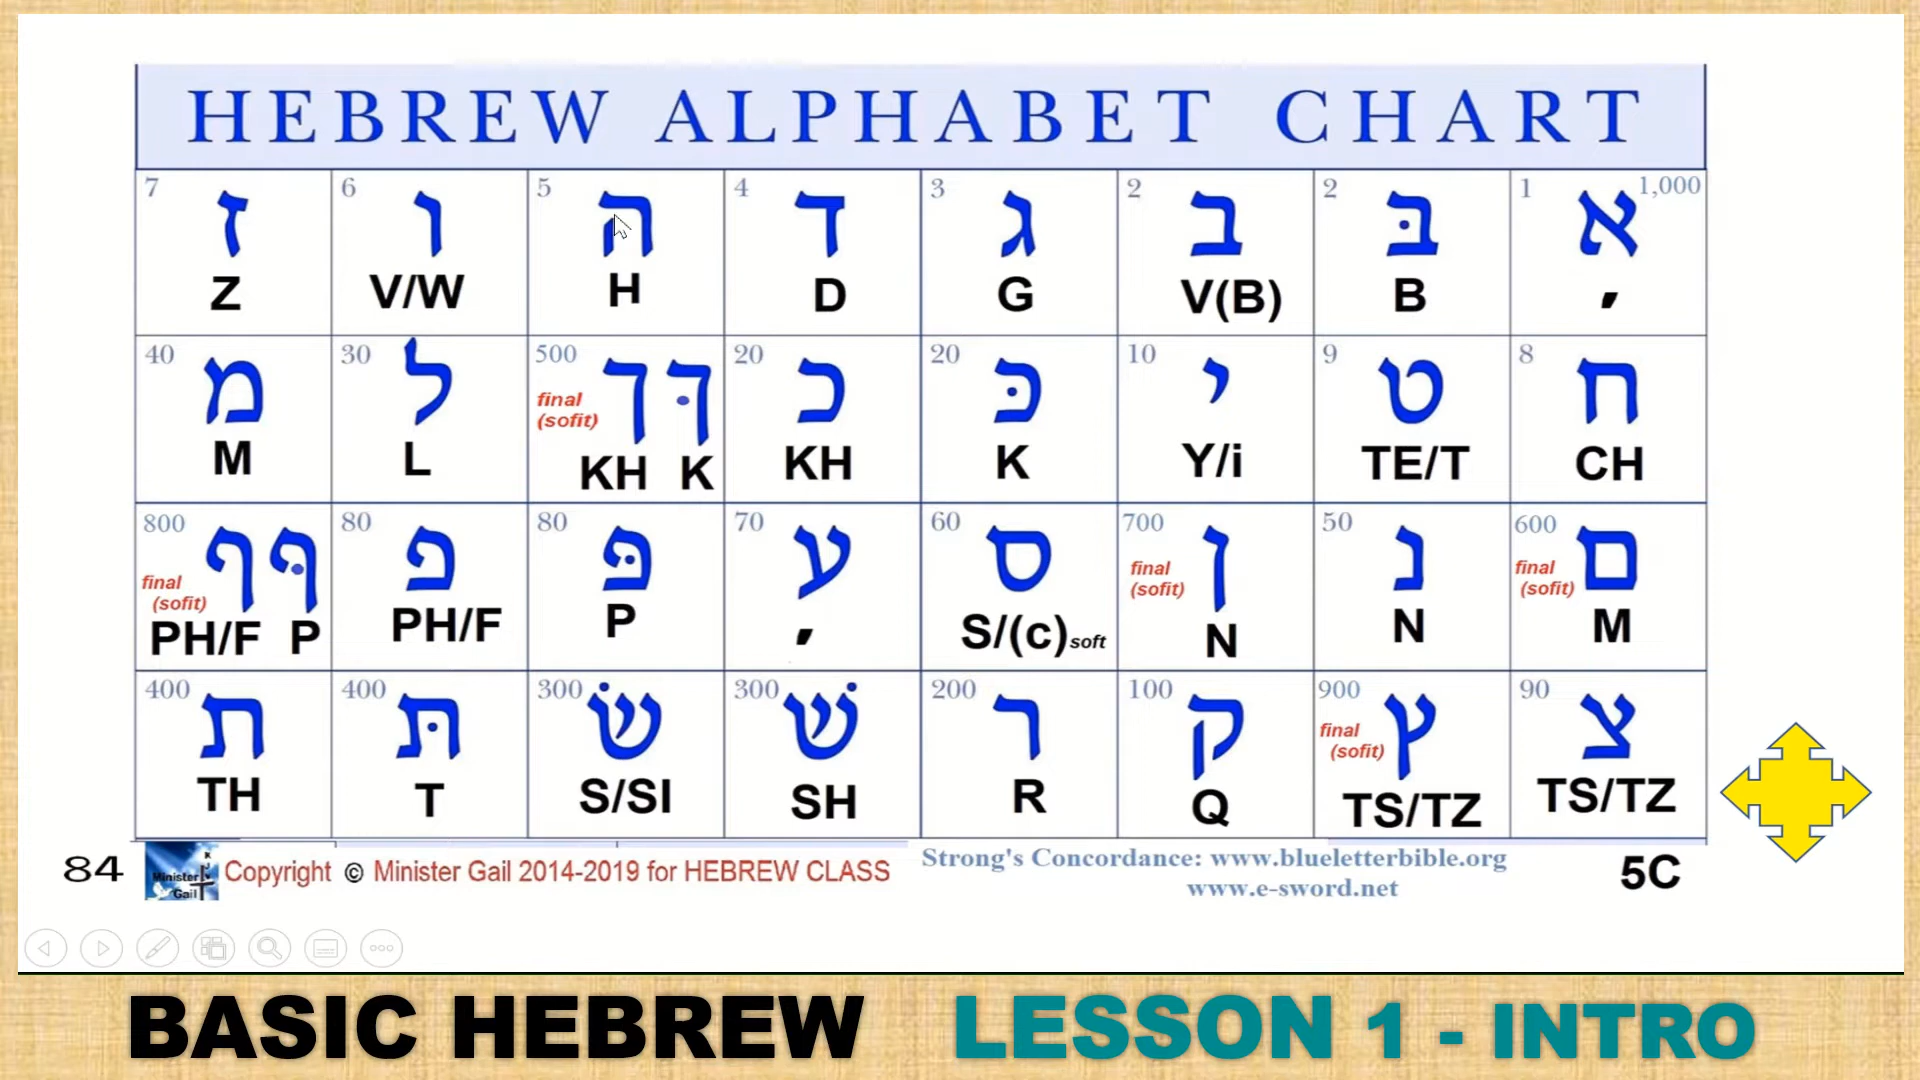 HEBREW ALPHABET CHART
1 א 1,000
2 בּ
2 ב
3 ג
4 ד
5 ה
6 ו
7 ז
,
B
V(B)
G
D
H
V/W
Z
8 ח
9 ט
10 י
20 כּ
20 כ
500 final (sofit) ךּ ך
30 ל
40 מ
CH
TE/T
Y/i
K
KH
KH K
L
M
600 final (sofit) ם
50 נ
700 final (sofit) ן
60 ס
70 ע
80 פּ
80 פ
800 final (sofit) ףּ ף
M
N
N
S/(c)soft
,
P
PH/F
PH/F P
90 צ
900 final (sofit) ץ
100 ק
200 ר
300 שׁ
300 שׂ
400 תּ
400 ת
TS/TZ
TS/TZ
Q
R
SH
S/SI
T
TH
84 Minister Gail Copyright © Minister Gail 2014-2019 for HEBREW CLASS Strong's Concordance: www.blueletterbible.org 5C
www.e-sword.net
BASIC HEBREW LESSON 1 - INTRO